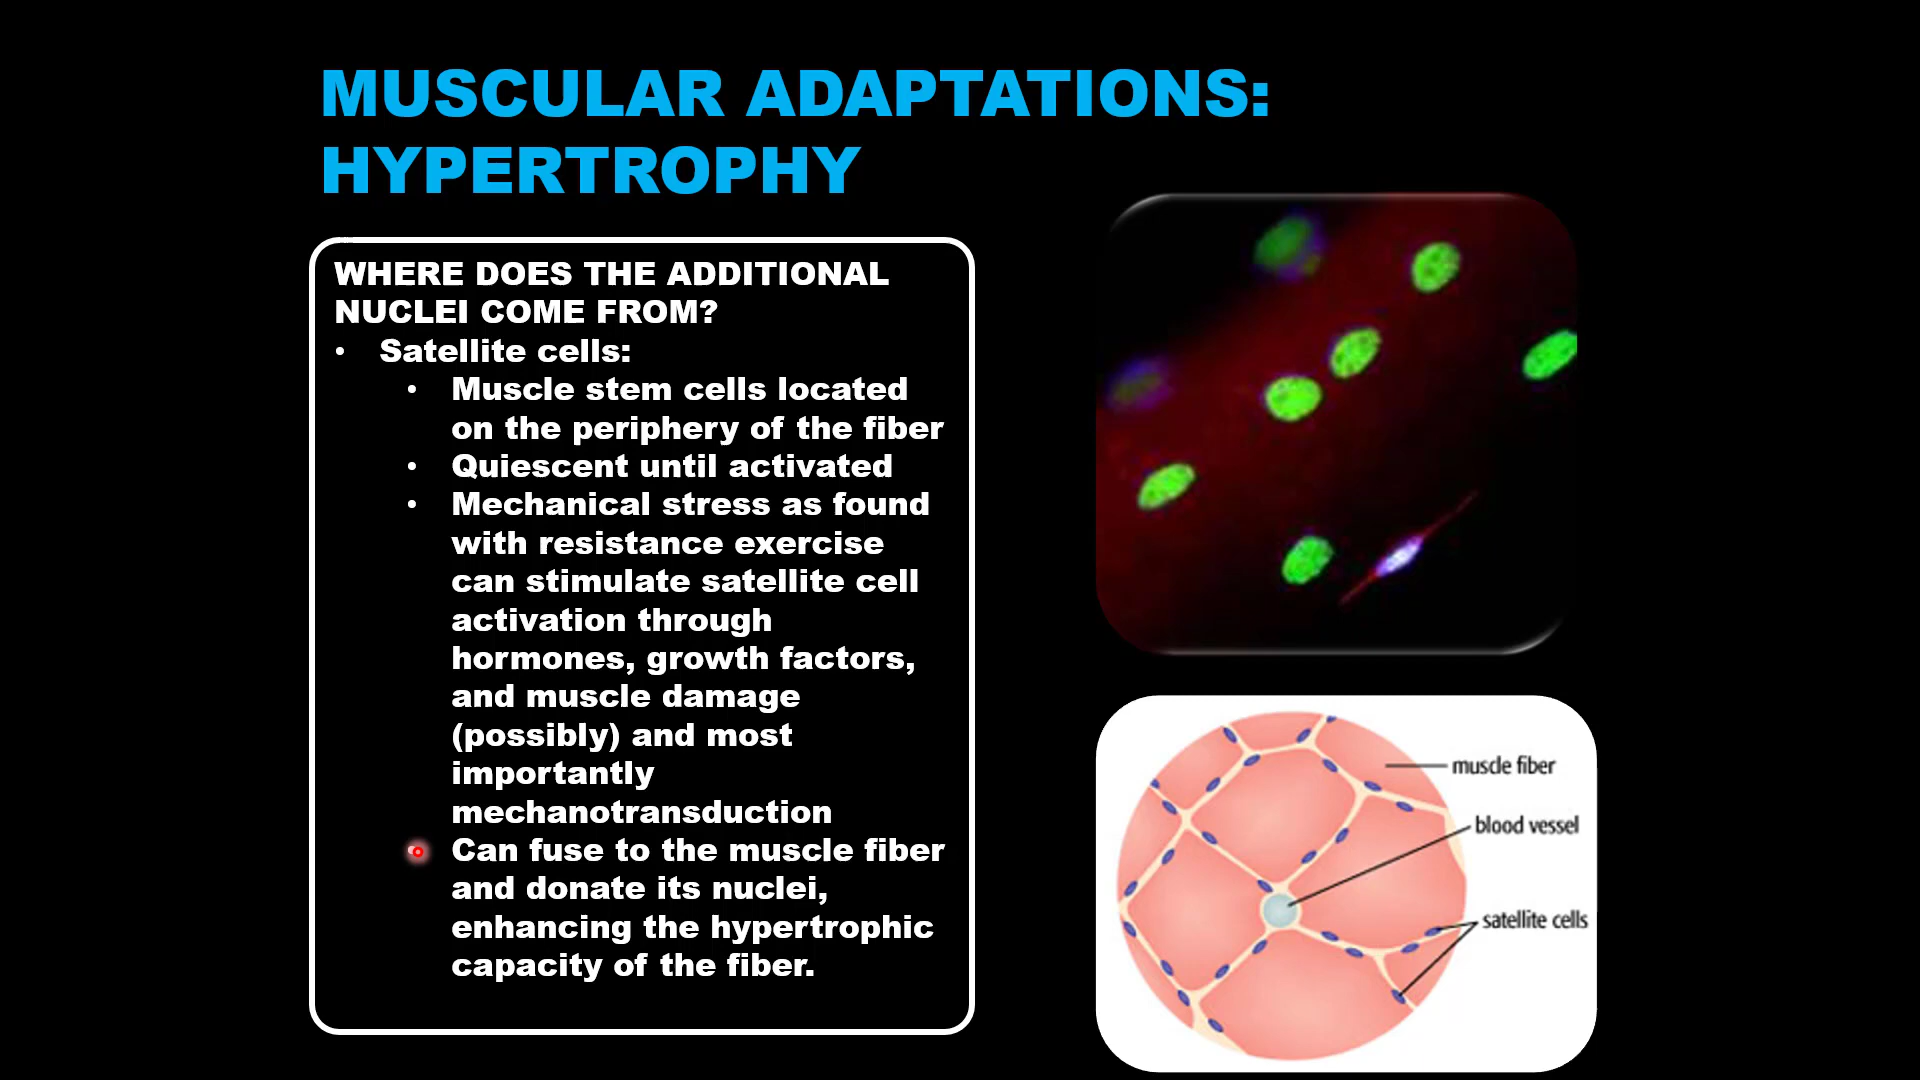 MUSCULAR ADAPTATIONS:
HYPERTROPHY
WHERE DOES THE ADDITIONAL
NUCLEI COME FROM?
• Satellite cells:
• Muscle stem cells located
on the periphery of the fiber
• Quiescent until activated
• Mechanical stress as found
with resistance exercise
can stimulate satellite cell
activation through
hormones, growth factors,
and muscle damage
(possibly) and most
importantly
mechanotransduction
• Can fuse to the muscle fiber
and donate its nuclei,
enhancing the hypertrophic
capacity of the fiber.
muscle fiber
blood vessel
satellite cells